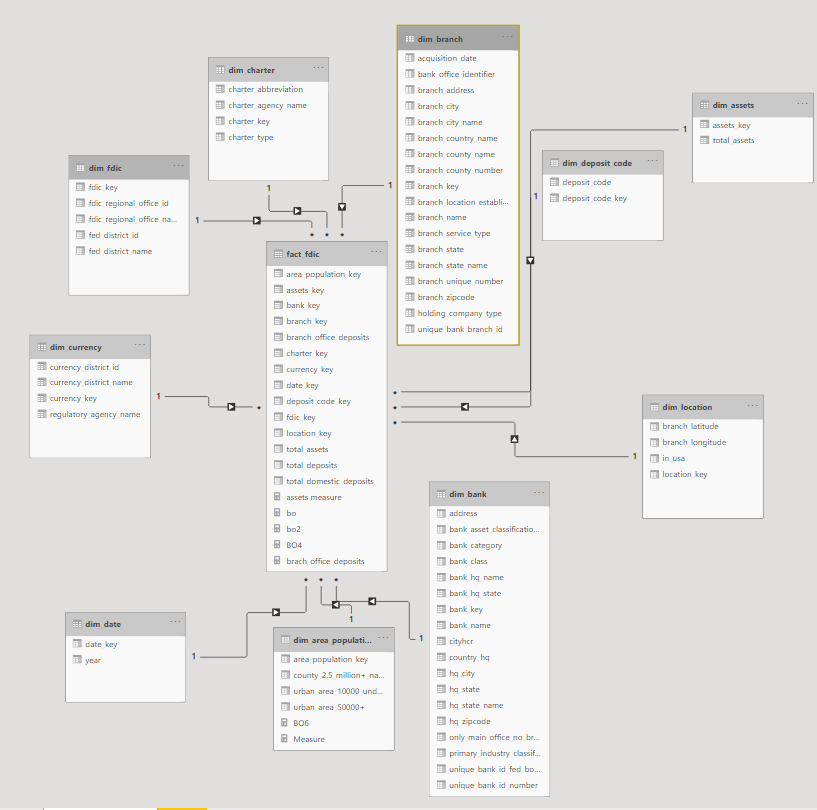 dim_branch
acquisition_date
bank_office_identifier
branch_address
branch_city
branch_city_name
branch_country_name
branch_county_name
branch_county_number
branch_key
branch_location_establi...
branch_name
branch_service_type
branch_state
branch_state_name
branch_unique_number
branch_zipcode
holding_company_type
unique_bank_branch_id
dim_charter
charter_abbreviation
charter_agency_name
charter_key
charter_type
dim_assets
assets_key
total_assets
dim_deposit_code
deposit_code
deposit_code_key
dim_fdic
fdic_key
fdic_regional_office_id
fdic_regional_office_na...
fed_district_id
fed_district_name
1
1
1
1
1
fact_fdic
area_population_key
assets_key
bank_key
branch_key
branch_office_deposits
charter_key
currency_key
date_key
deposit_code_key
fdic_key
location_key
total_assets
total_deposits
total_domestic_deposits
assets measure
bo
bo2
BO4
brach_office_deposits
dim_currency
currency_district_id
currency_district_name
currency_key
regulatory_agency_name
1
dim_location
branch_latitude
branch_longitude
in_usa
location_key
1
dim_bank
address
bank_asset_classificatio...
bank_category
bank_class
bank_hq_name
bank_hq_state
bank_key
bank_name
cityhcr
country_hq
hq_city
hq_state
hq_state_name
hq_zipcode
only_main_office_no_br...
primary_industry_classif...
unique_bank_id_fed_bo...
unique_bank_id_number
dim_date
date_key
year
1
1
1
dim_area_populati...
area_population_key
county_2.5_million+_na...
urban_area_10000_und...
urban_area_50000+
BO6
Measure